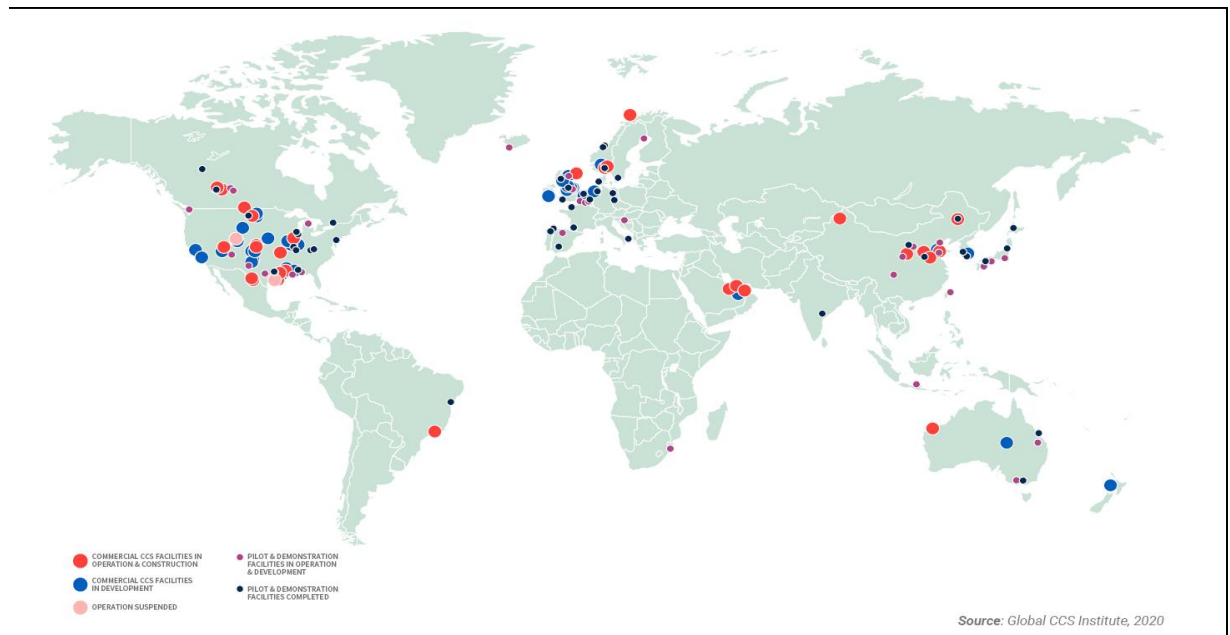 COMMERCIAL CCS FACILITIES IN
OPERATION & CONSTRUCTION
COMMERCIAL CCS FACILITIES
IN DEVELOPMENT
OPERATION SUSPENDED
PILOT & DEMONSTRATION
FACILITIES IN OPERATION
& DEVELOPMENT
PILOT & DEMONSTRATION
FACILITIES COMPLETED
Source: Global CCS Institute, 2020